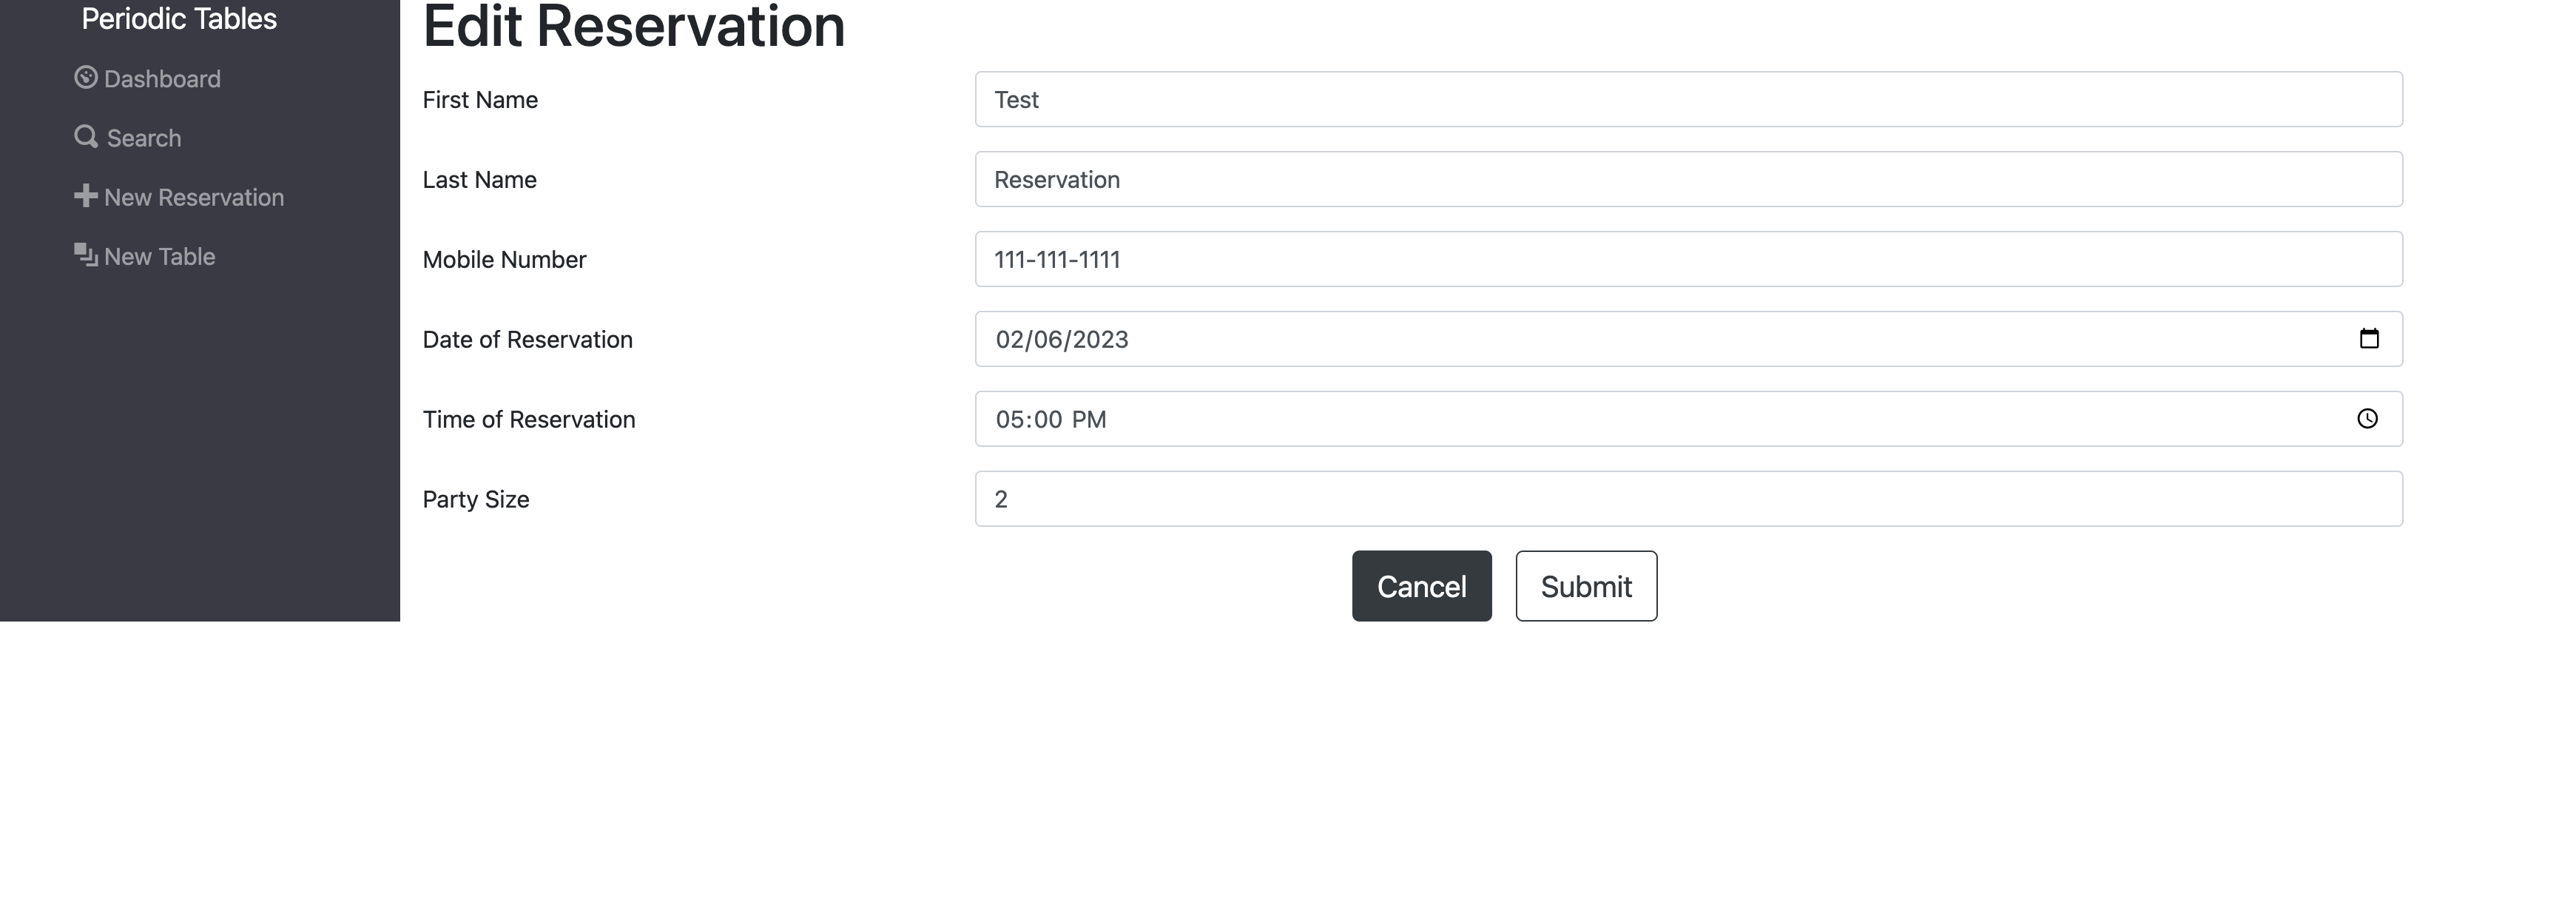 Periodic Tables
Dashboard
Search
New Reservation
New Table
Edit Reservation
First Name
Test
Last Name
Reservation
Mobile Number
111-111-1111
Date of Reservation
02/06/2023
Time of Reservation
05:00 PM
Party Size
2
Cancel
Submit